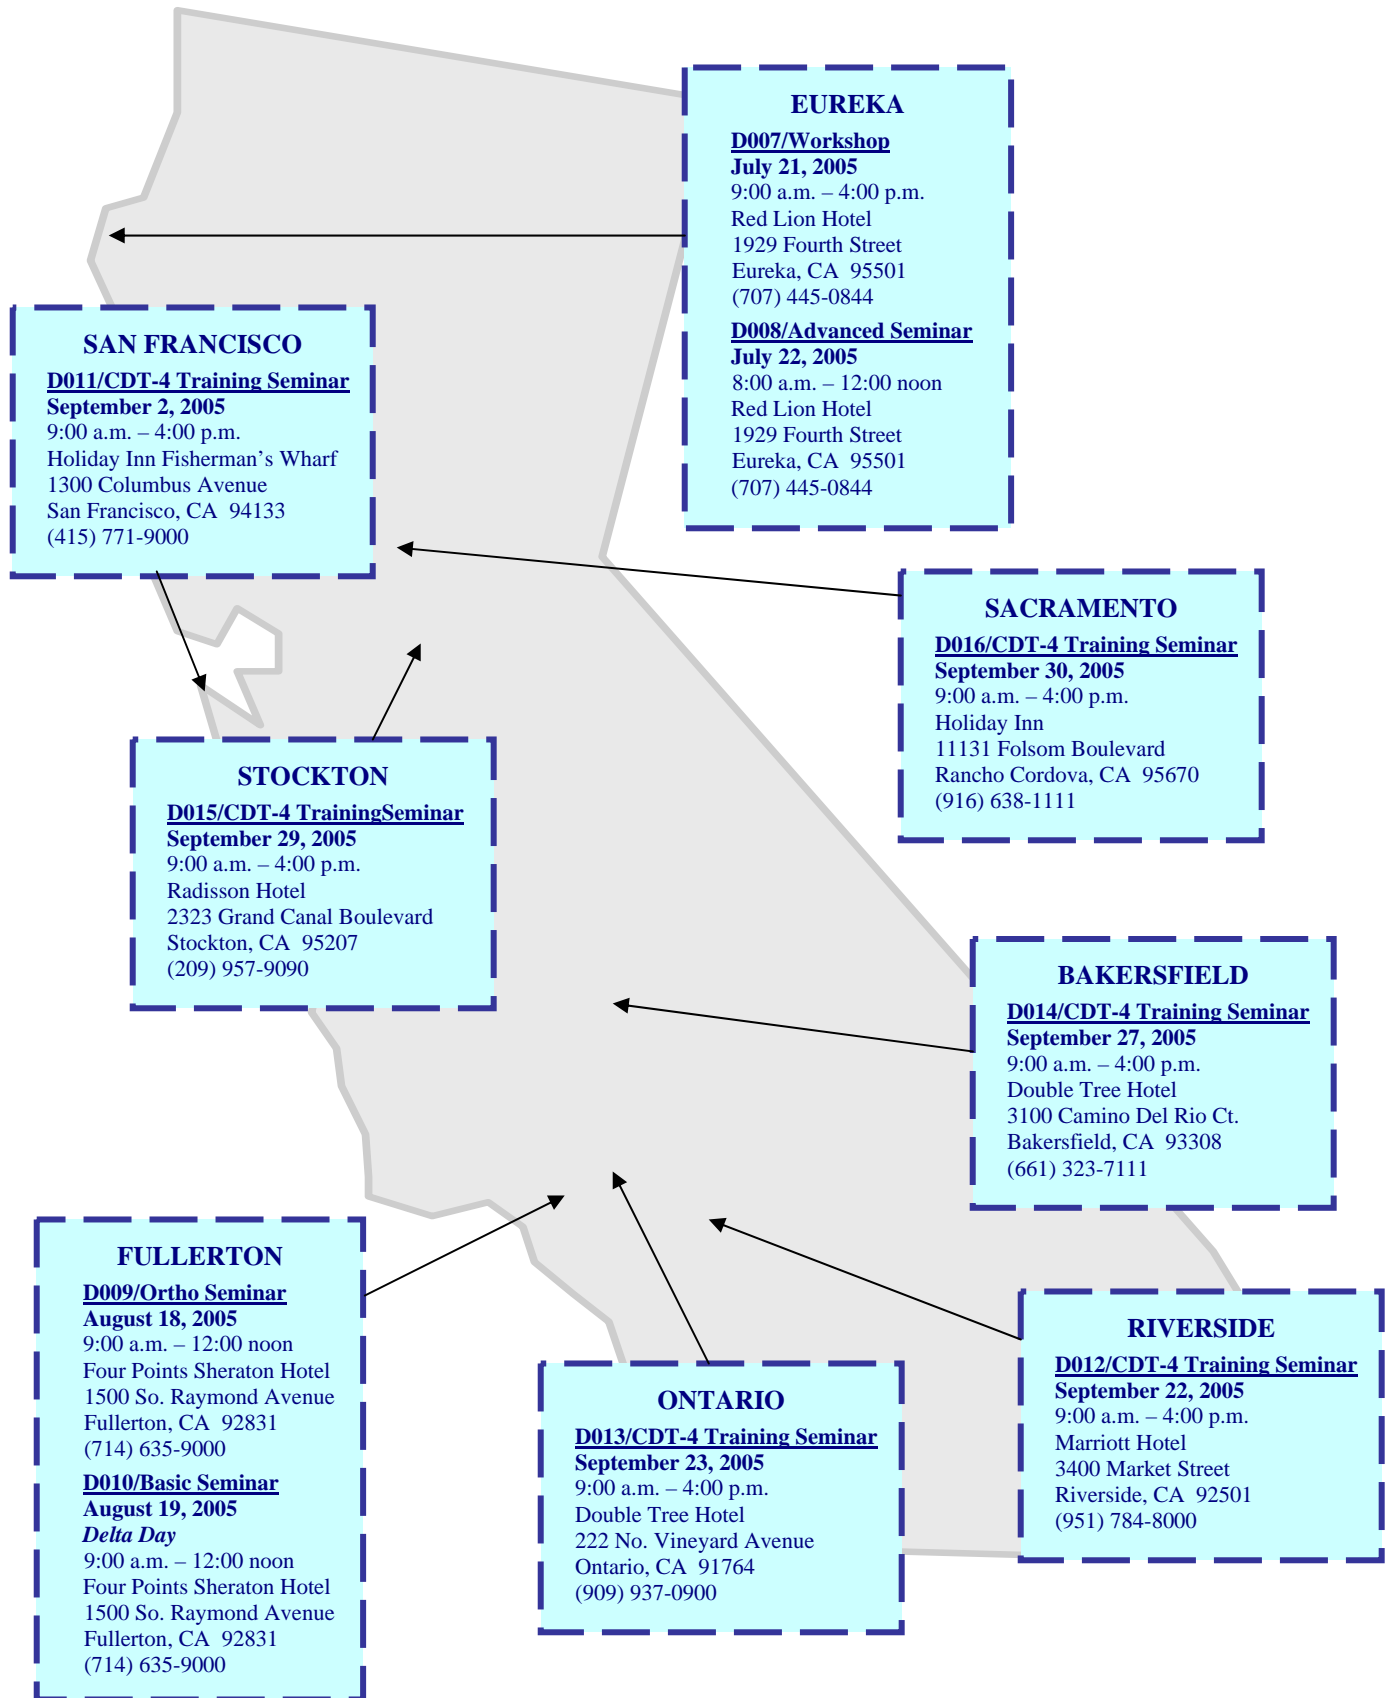 EUREKA
D007/Workshop
July 21, 2005
9:00 a.m. – 4:00 p.m.
Red Lion Hotel
1929 Fourth Street
Eureka, CA  95501
(707) 445-0844
D008/Advanced Seminar
July 22, 2005
8:00 a.m. – 12:00 noon
Red Lion Hotel
1929 Fourth Street
Eureka, CA  95501
(707) 445-0844
SAN FRANCISCO
D011/CDT-4 Training Seminar
September 2, 2005
9:00 a.m. – 4:00 p.m.
Holiday Inn Fisherman’s Wharf
1300 Columbus Avenue
San Francisco, CA  94133
(415) 771-9000
SACRAMENTO
D016/CDT-4 Training Seminar
September 30, 2005
9:00 a.m. – 4:00 p.m.
Holiday Inn
11131 Folsom Boulevard
Rancho Cordova, CA  95670
(916) 638-1111
STOCKTON
D015/CDT-4 TrainingSeminar
September 29, 2005
9:00 a.m. – 4:00 p.m.
Radisson Hotel
2323 Grand Canal Boulevard
Stockton, CA  95207
(209) 957-9090
BAKERSFIELD
D014/CDT-4 Training Seminar
September 27, 2005
9:00 a.m. – 4:00 p.m.
Double Tree Hotel
3100 Camino Del Rio Ct.
Bakersfield, CA  93308
(661) 323-7111
FULLERTON
D009/Ortho Seminar
August 18, 2005
9:00 a.m. – 12:00 noon
Four Points Sheraton Hotel
1500 So. Raymond Avenue
Fullerton, CA  92831
(714) 635-9000
D010/Basic Seminar
August 19, 2005
Delta Day
9:00 a.m. – 12:00 noon
Four Points Sheraton Hotel
1500 So. Raymond Avenue
Fullerton, CA  92831
(714) 635-9000
ONTARIO
D013/CDT-4 Training Seminar
September 23, 2005
9:00 a.m. – 4:00 p.m.
Double Tree Hotel
222 No. Vineyard Avenue
Ontario, CA  91764
(909) 937-0900
RIVERSIDE
D012/CDT-4 Training Seminar
September 22, 2005
9:00 a.m. – 4:00 p.m.
Marriott Hotel
3400 Market Street
Riverside, CA  92501
(951) 784-8000